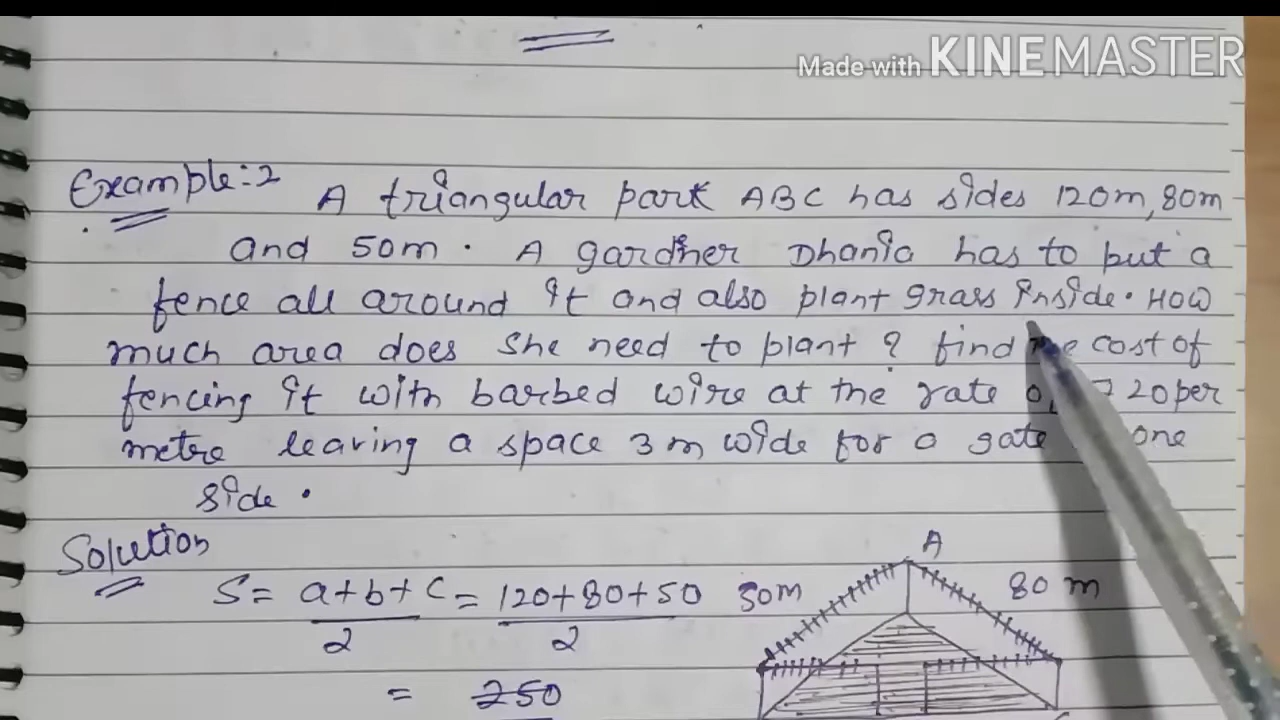 Made with KINEMASTER
Example:2 A triangular park ABC has sides 120m, 80m
and 50m. A gardner Dhania has to put a
fence all around it and also plant grass inside. How
much area does she need to plant? find cost of
fencing it with barbed wire at the rate 20 per
metre leaving a space 3m wide for a gate one
side.
Solution
S = a+b+c = 120+80+50
2 2
= 250
A
50m 80 m